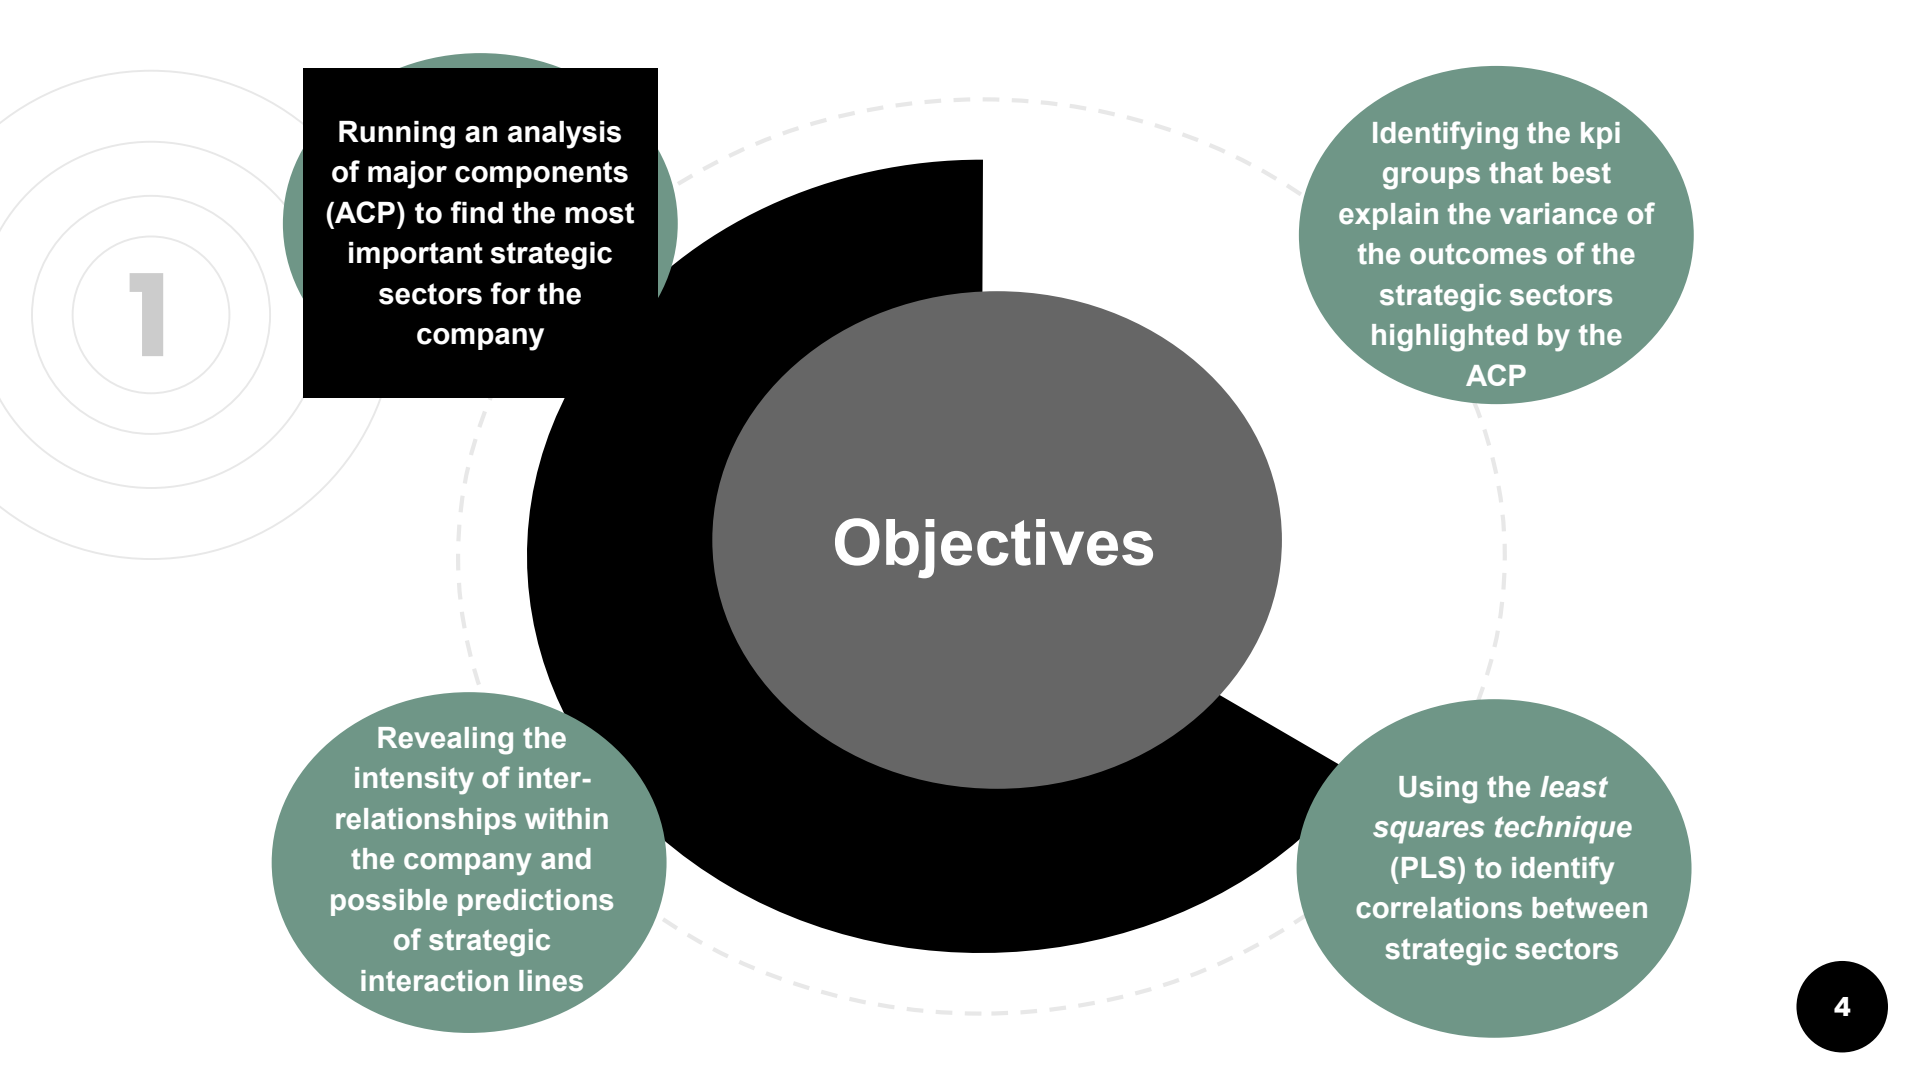 1
Running an analysis
of major components
(ACP) to find the most
important strategic
sectors for the
company
Identifying the kpi
groups that best
explain the variance of
the outcomes of the
strategic sectors
highlighted by the
ACP
Objectives
Revealing the
intensity of inter-
relationships within
the company and
possible predictions
of strategic
interaction lines
Using the least
squares technique
(PLS) to identify
correlations between
strategic sectors
4